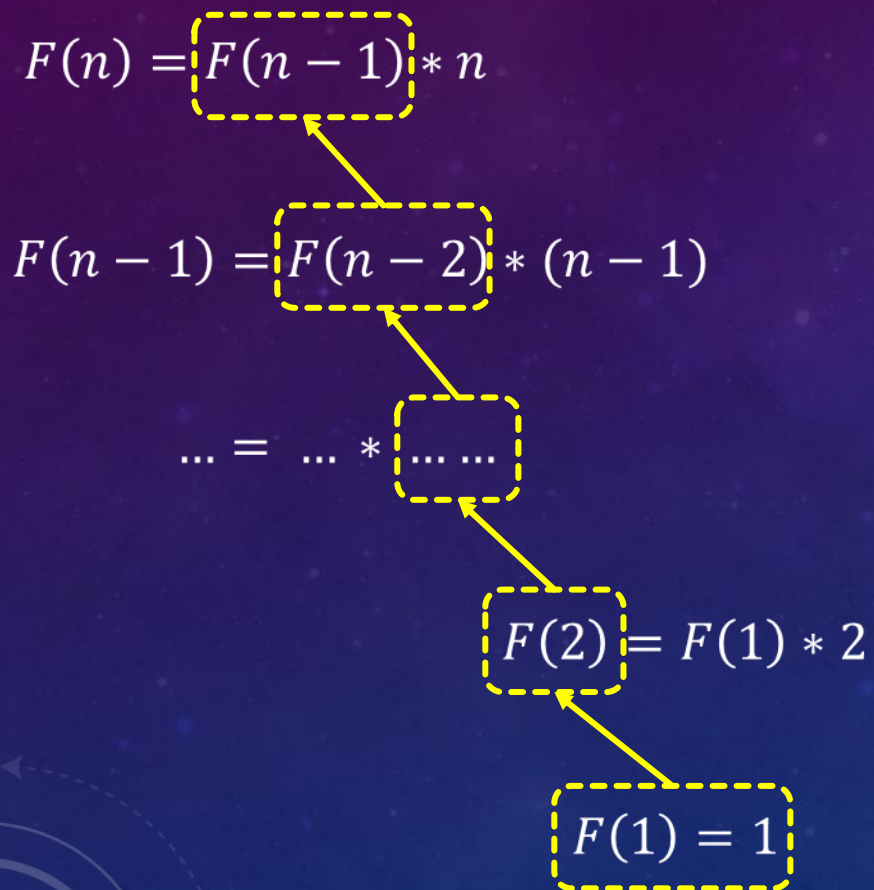 F(n) = F(n − 1) ∗ n
F(n − 1) = F(n − 2) ∗ (n − 1)
... = ... ∗ ... ...
F(2) = F(1) ∗ 2
F(1) = 1